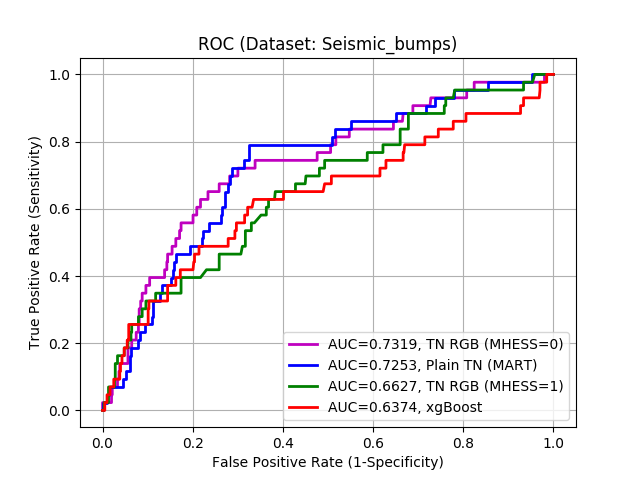 ROC (Dataset: Seismic_bumps)
True Positive Rate (Sensitivity)
1.0
0.8
0.6
0.4
0.2
0.0
AUC=0.7319, TN RGB (MHESS=0)
AUC=0.7253, Plain TN (MART)
AUC=0.6627, TN RGB (MHESS=1)
AUC=0.6374, xgBoost
0.0 0.2 0.4 0.6 0.8 1.0
False Positive Rate (1-Specificity)